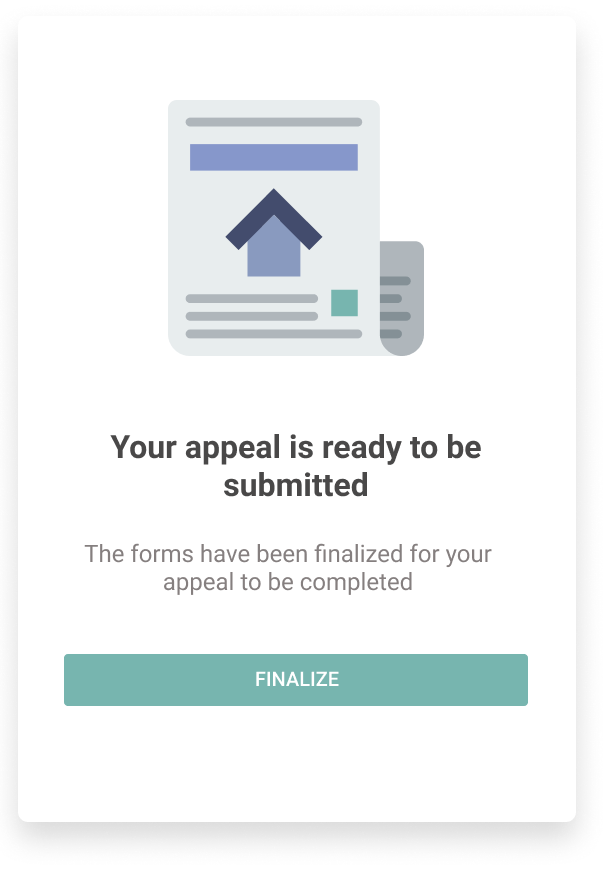 Your appeal is ready to be
submitted
The forms have been finalized for your
appeal to be completed
FINALIZE